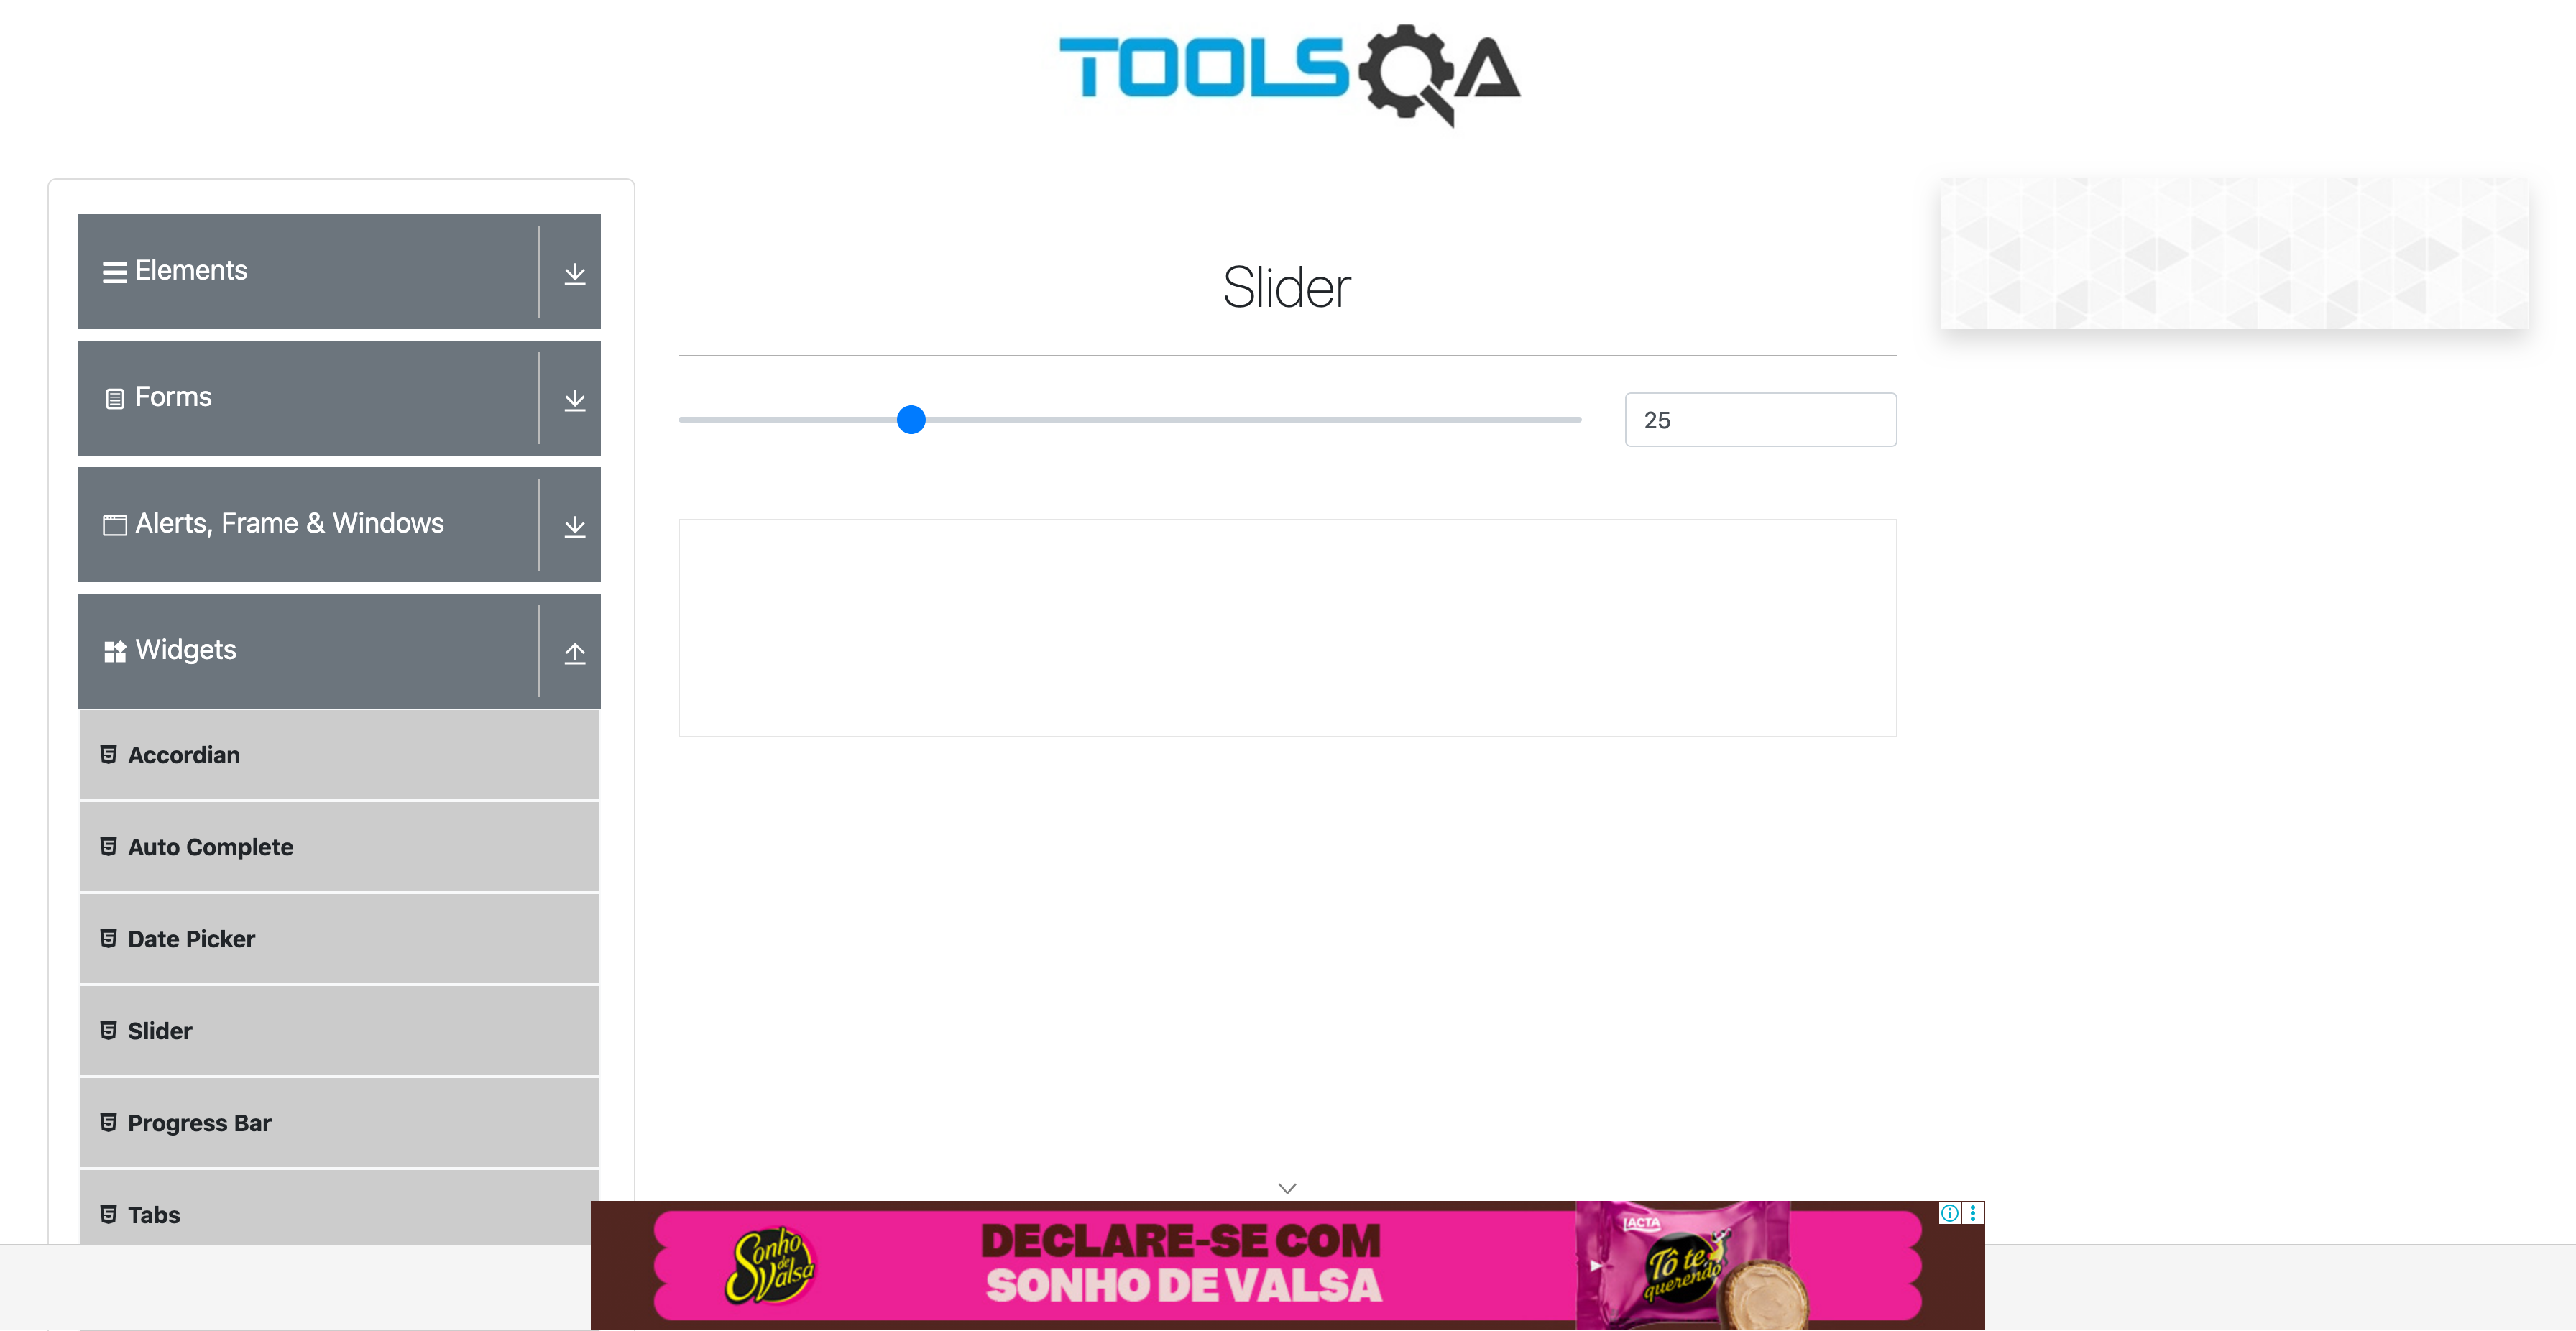 TOOLSQA
Elements
Forms
Alerts, Frame & Windows
Widgets
Accordian
Auto Complete
Date Picker
Slider
Progress Bar
Tabs
Slider
25
Sonho de Valsa
DECLARE-SE COM
SONHO DE VALSA
LACTA
Tô te
querendo